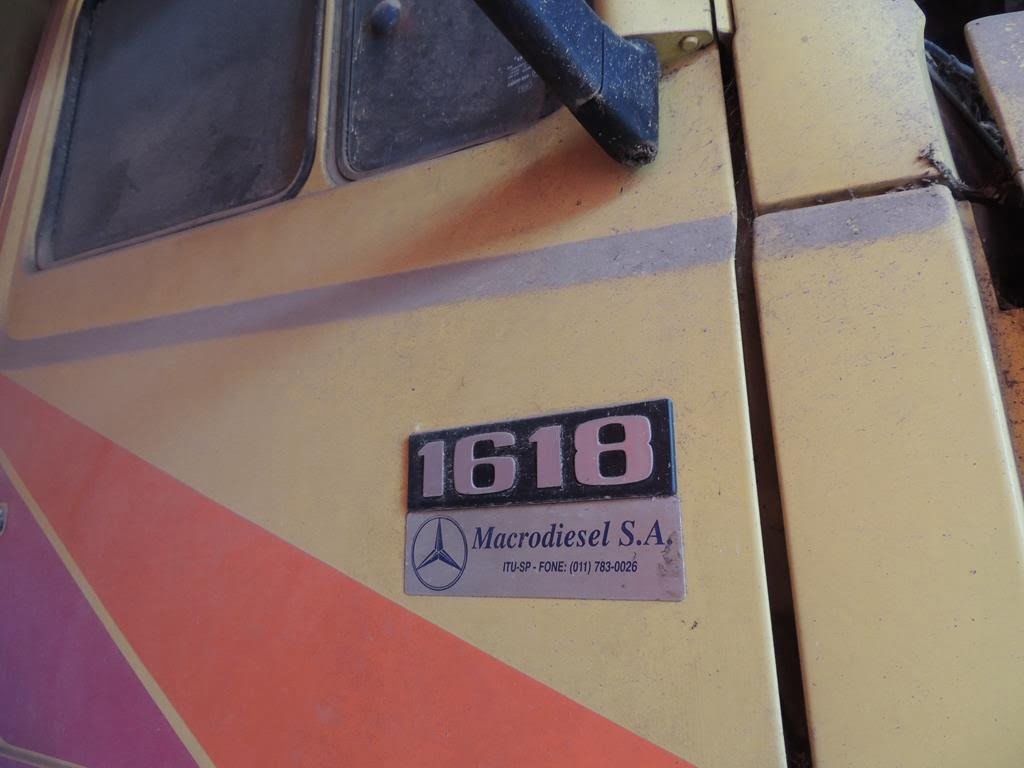 1618
Macrodiesel S.A.
ITU-SP - FONE: (011) 783-0026